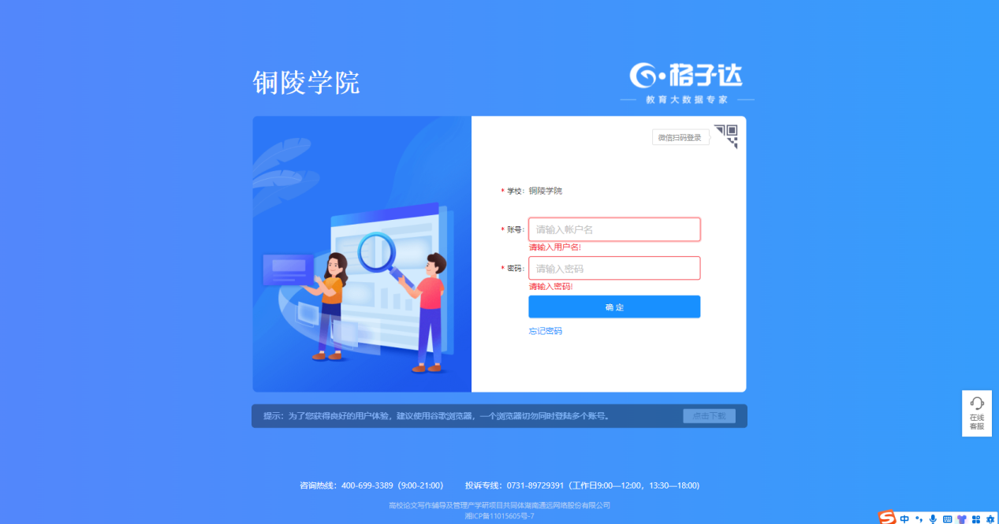 铜陵学院
格子达
教育大数据专家
微信扫码登录
* 学校: 铜陵学院
* 账号: 请输入帐户名
请输入用户名!
* 密码: 请输入密码
请输入密码!
确 定
忘记密码
提示：为了您获得良好的用户体验，建议使用谷歌浏览器，一个浏览器切勿同时登陆多个账号。 点击下载
在线
客服
咨询热线：400-699-3389（9:00-21:00） 投诉专线：0731-89729391（工作日9:00—12:00，13:30—18:00)
高校论文写作辅导及管理产学研项目共同体湖南通远网络股份有限公司
湘ICP备11015605号-7
中